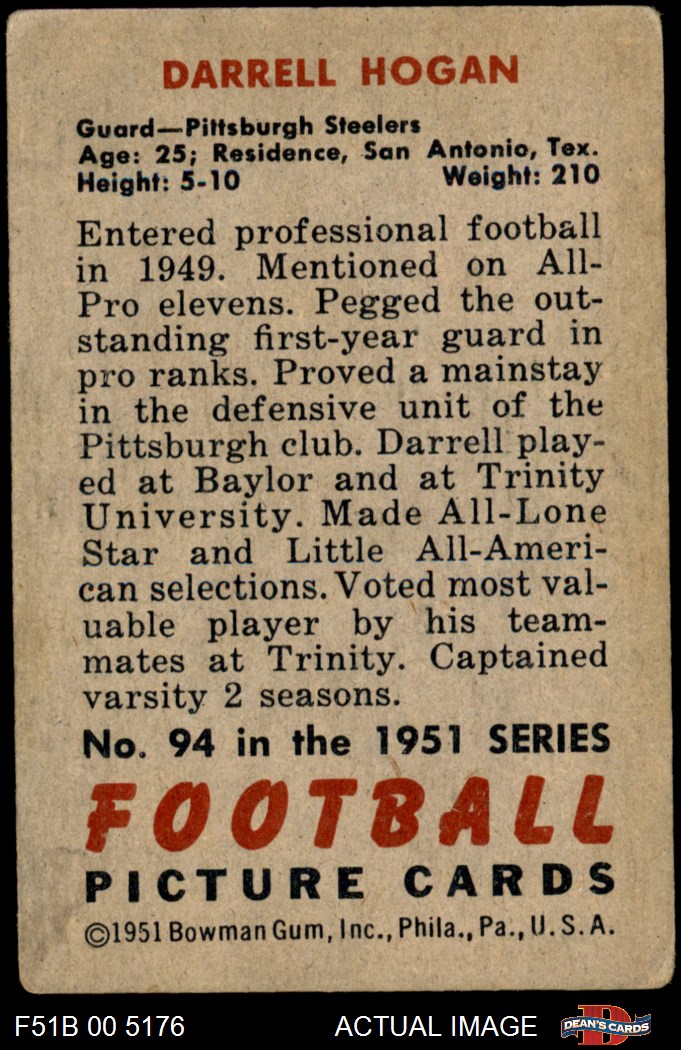 DARRELL HOGAN
Guard—Pittsburgh Steelers
Age: 25; Residence, San Antonio, Tex.
Height: 5-10 Weight: 210
Entered professional football
in 1949. Mentioned on All-
Pro elevens. Pegged the out-
standing first-year guard in
pro ranks. Proved a mainstay
in the defensive unit of the
Pittsburgh club. Darrell play-
ed at Baylor and at Trinity
University. Made All-Lone
Star and Little All-Ameri-
can selections. Voted most val-
uable player by his team-
mates at Trinity. Captained
varsity 2 seasons.
No. 94 in the 1951 SERIES
FOOTBALL
PICTURE CARDS
©1951 Bowman Gum, Inc., Phila., Pa., U.S.A.
F51B 00 5176 ACTUAL IMAGE D DEAN'S CARDS